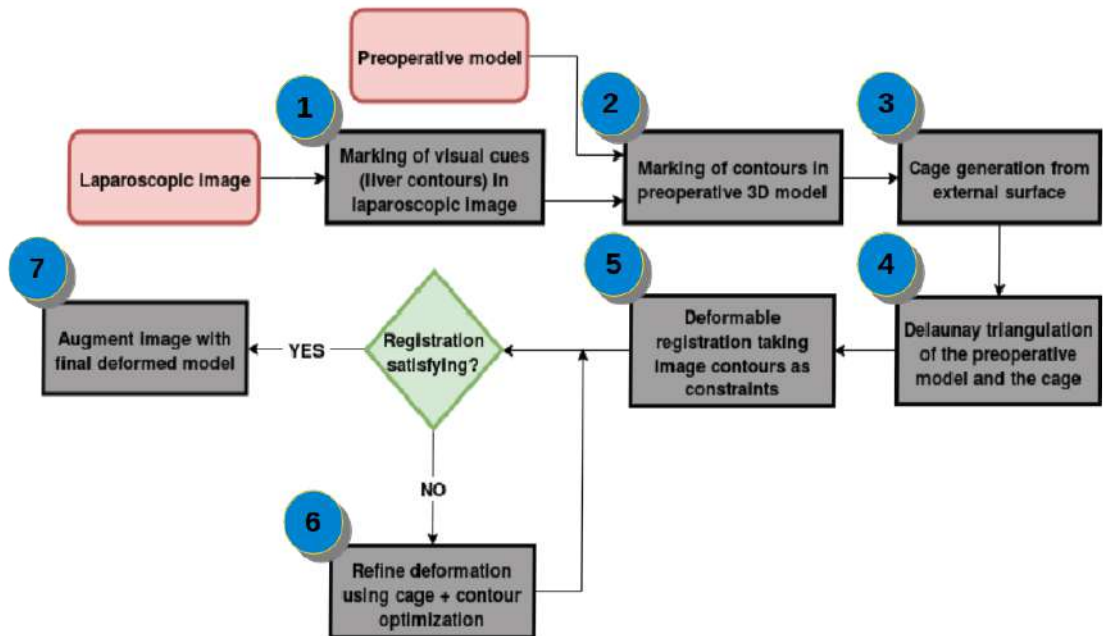 Preoperative model
1
2
3
Laparoscopic image
Marking of visual cues
(liver contours) in
laparoscopic image
Marking of contours in
preoperative 3D model
Cage generation from
external surface
7
5
4
Augment image with
final deformed model
YES
Registration
satisfying?
Deformable
registration taking
image contours as
constraints
Delaunay triangulation
of the preoperative
model and the cage
NO
6
Refine deformation
using cage + contour
optimization